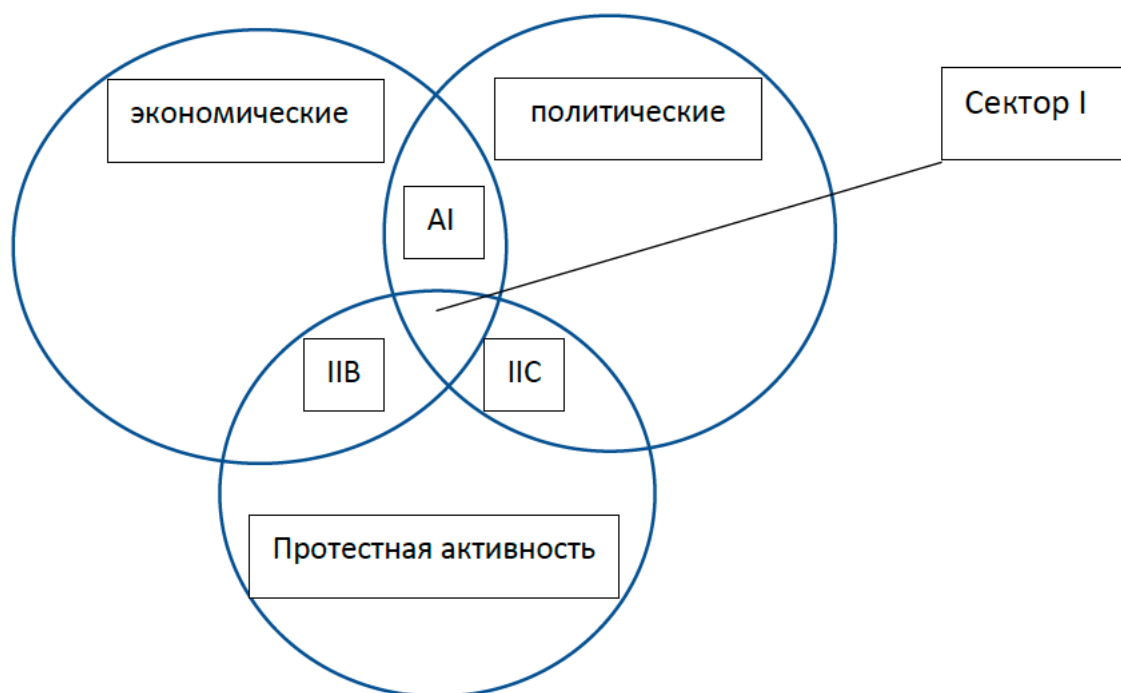 экономические
политические
Сектор I
AI
IIB
IIC
Протестная активность